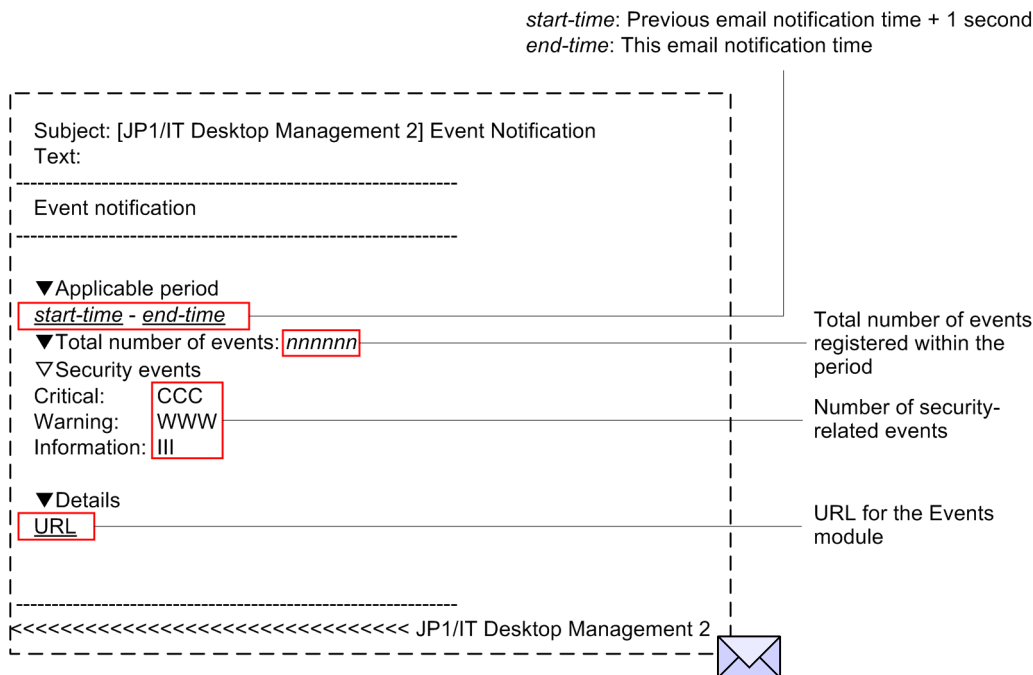 start-time: Previous email notification time + 1 second
end-time: This email notification time
Subject: [JP1/IT Desktop Management 2] Event Notification
Text:
------------------------------------------------------------
Event notification
------------------------------------------------------------
▼Applicable period
start-time - end-time
▼Total number of events: nnnnnn
▽Security events
Critical: CCC
Warning: WWW
Information: III
▼Details
URL
------------------------------------------------------------
<<<<<<<<<<<<<<<<<<<<<<<<<<<<<<<<< JP1/IT Desktop Management 2
Total number of events
registered within the
period
Number of security-
related events
URL for the Events
module